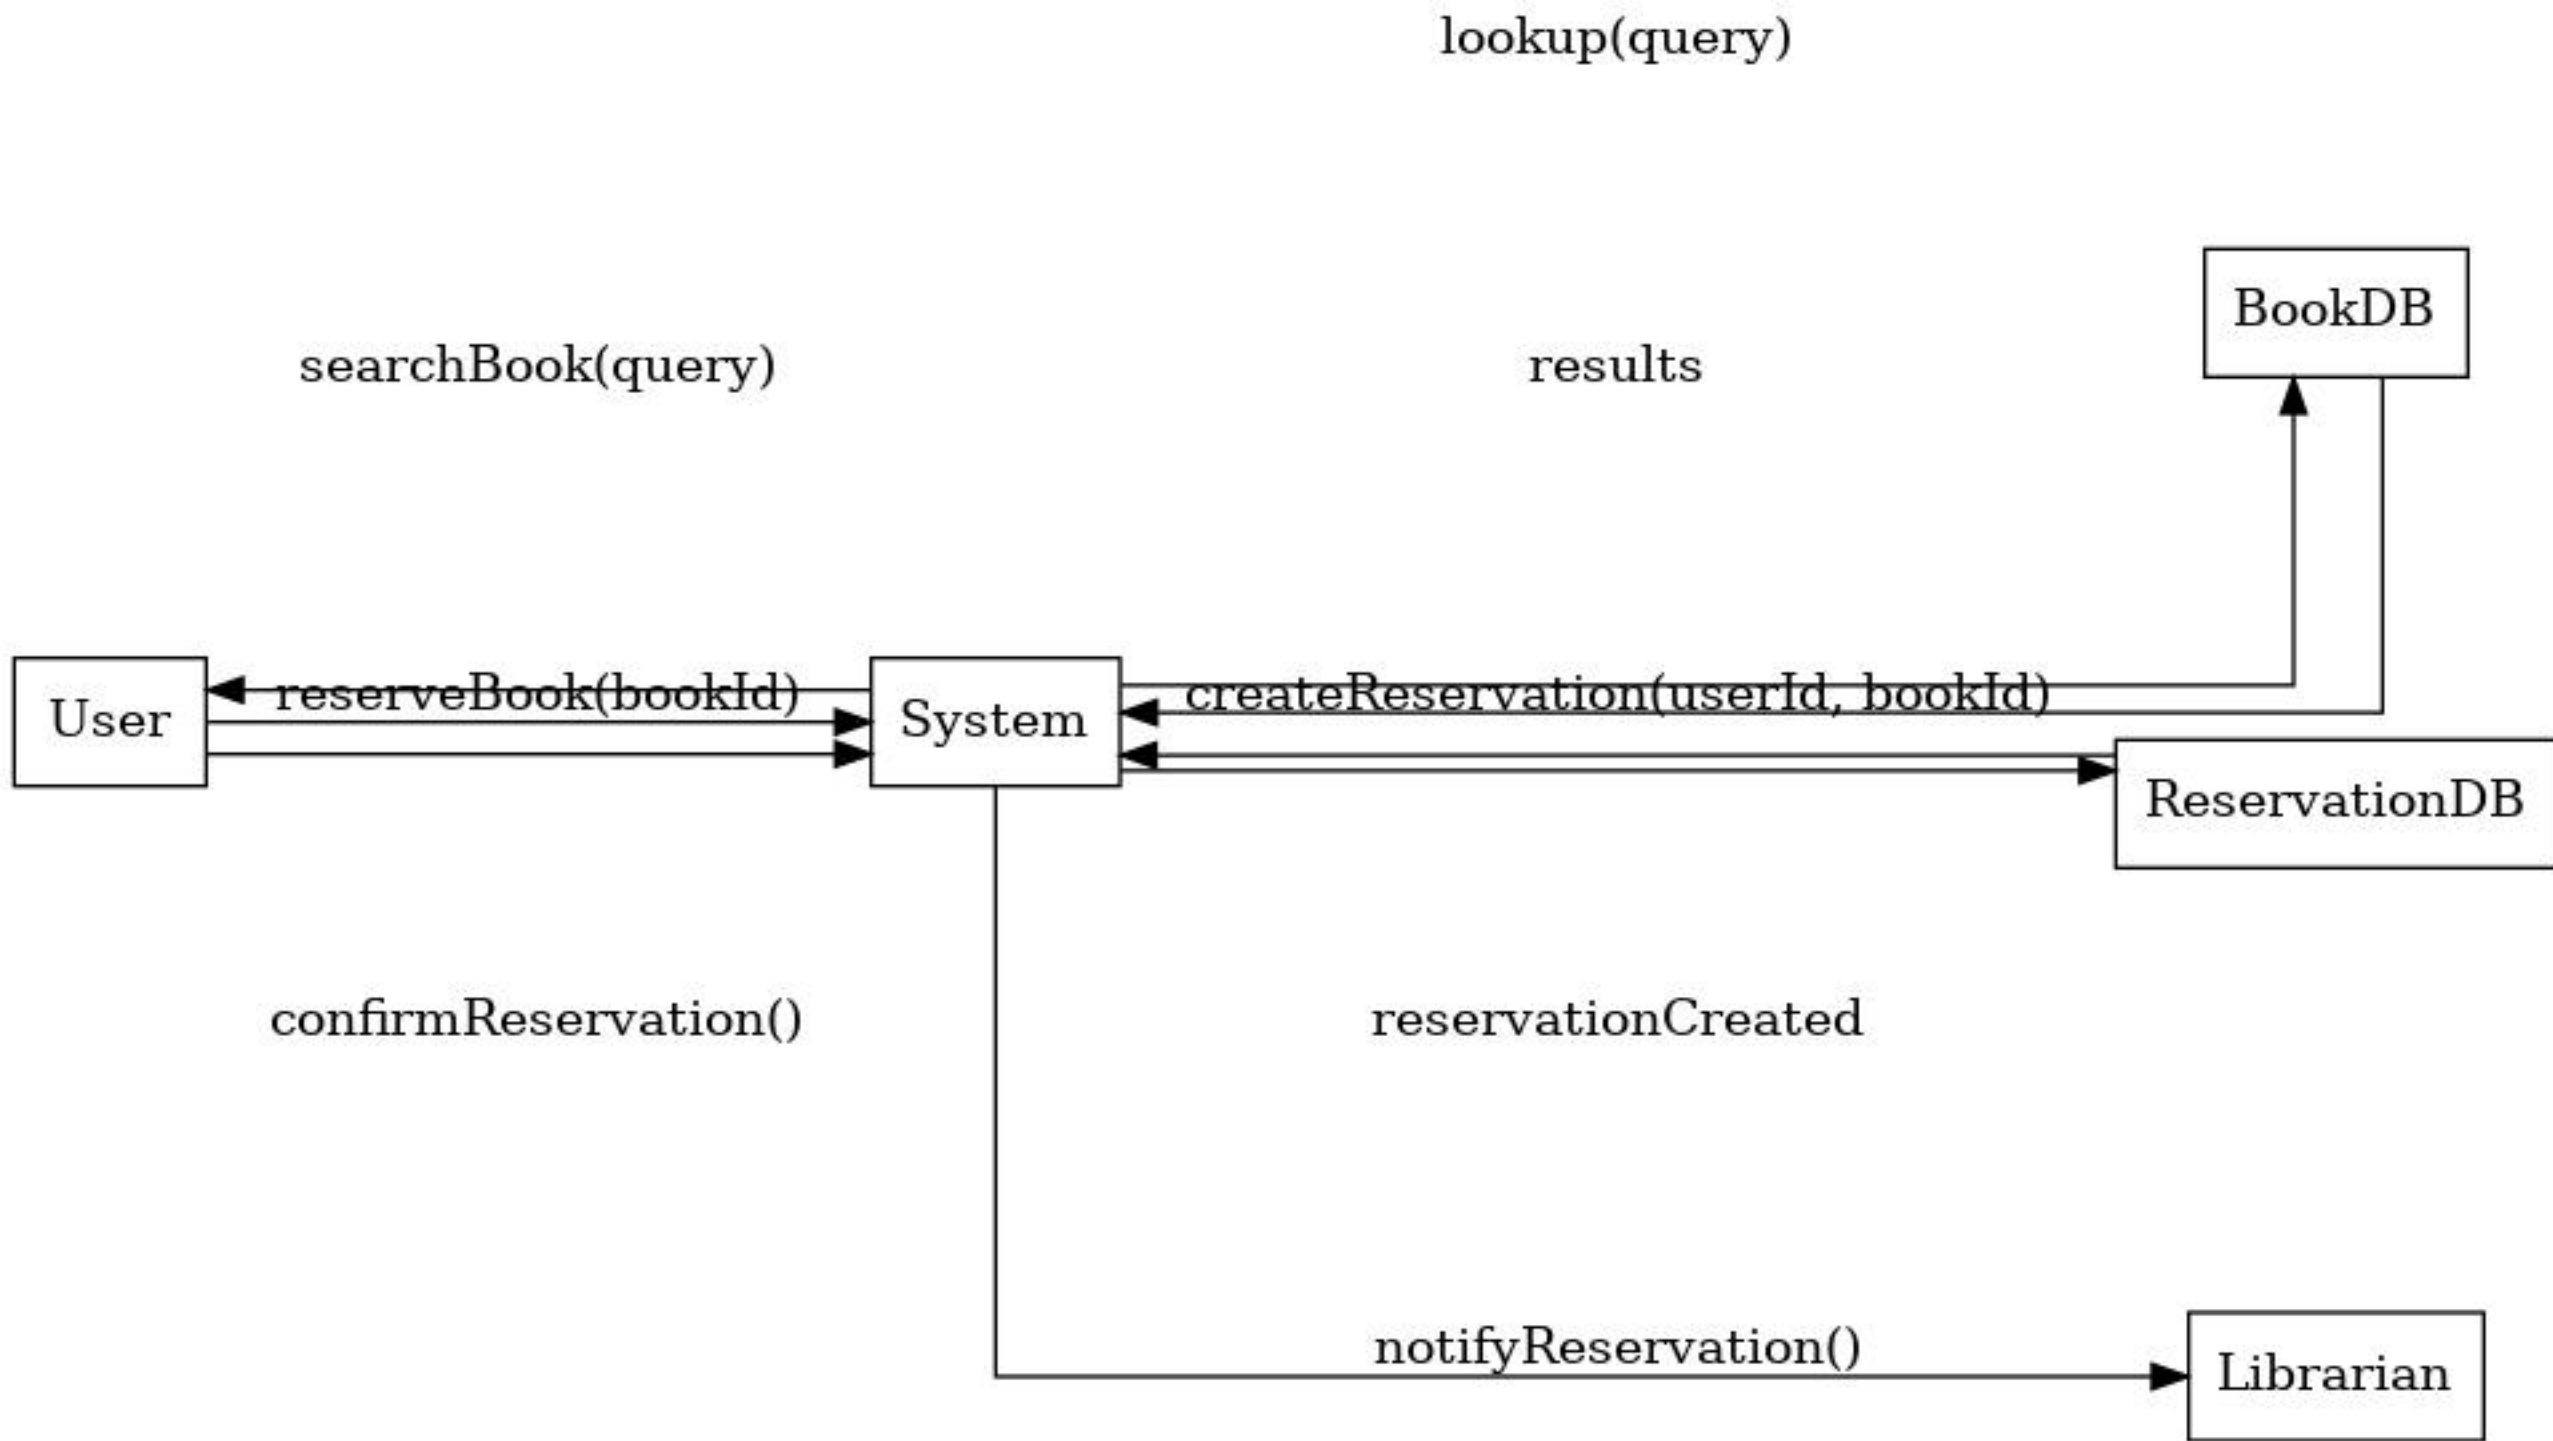 lookup(query)
BookDB
searchBook(query)
results
User
reserveBook(bookId)
System
createReservation(userId, bookId)
ReservationDB
confirmReservation()
reservationCreated
notifyReservation()
Librarian